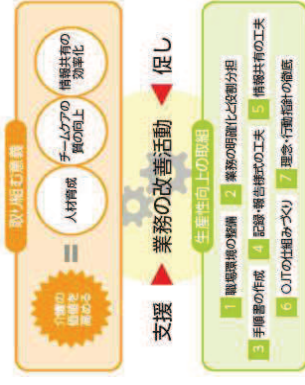 取り組む意義
介護の
価値を
高める
=
人材育成
チームケアの
質の向上
情報共有の
効率化
支援
業務の改善活動
促し
生産性向上の取組
1 職場環境の整備
2 業務の明確化と役割分担
3 手順書の作成
4 記録・報告様式の工夫
5 情報共有の工夫
6 OJTの仕組みづくり
7 理念・行動指針の徹底